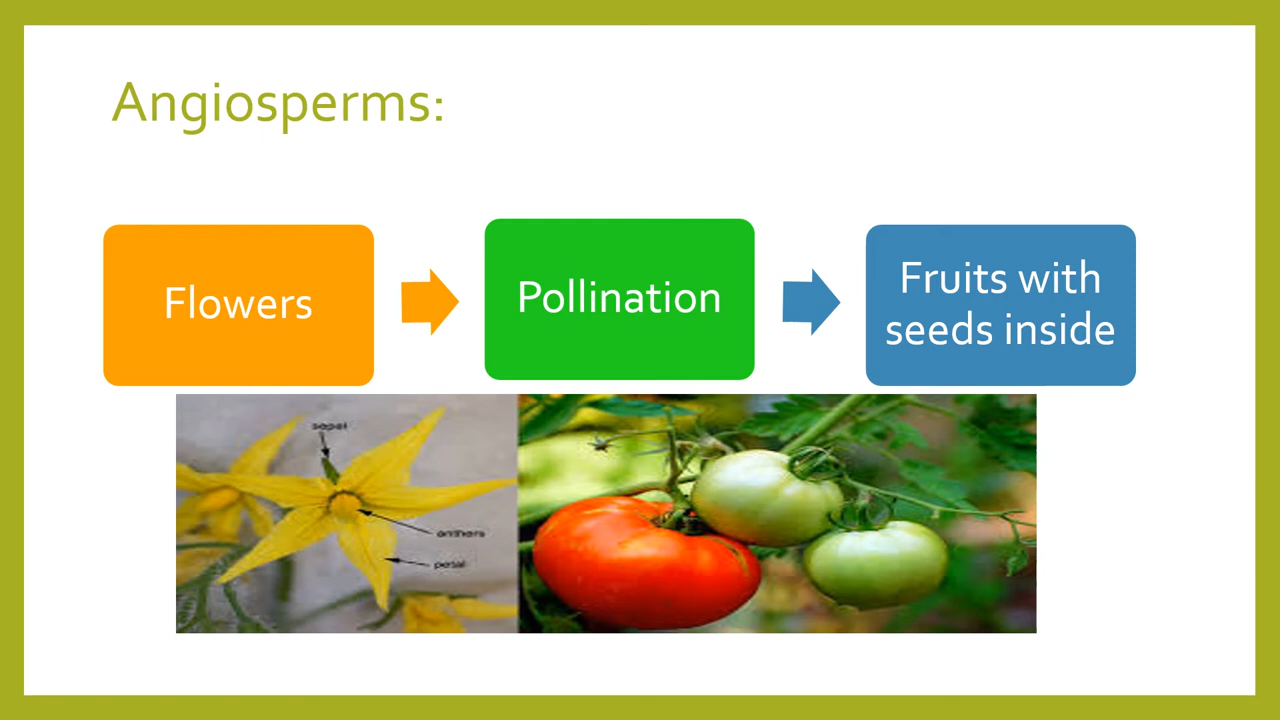 Angiosperms:
Flowers
Pollination
Fruits with
seeds inside
sepal
anthers
petal